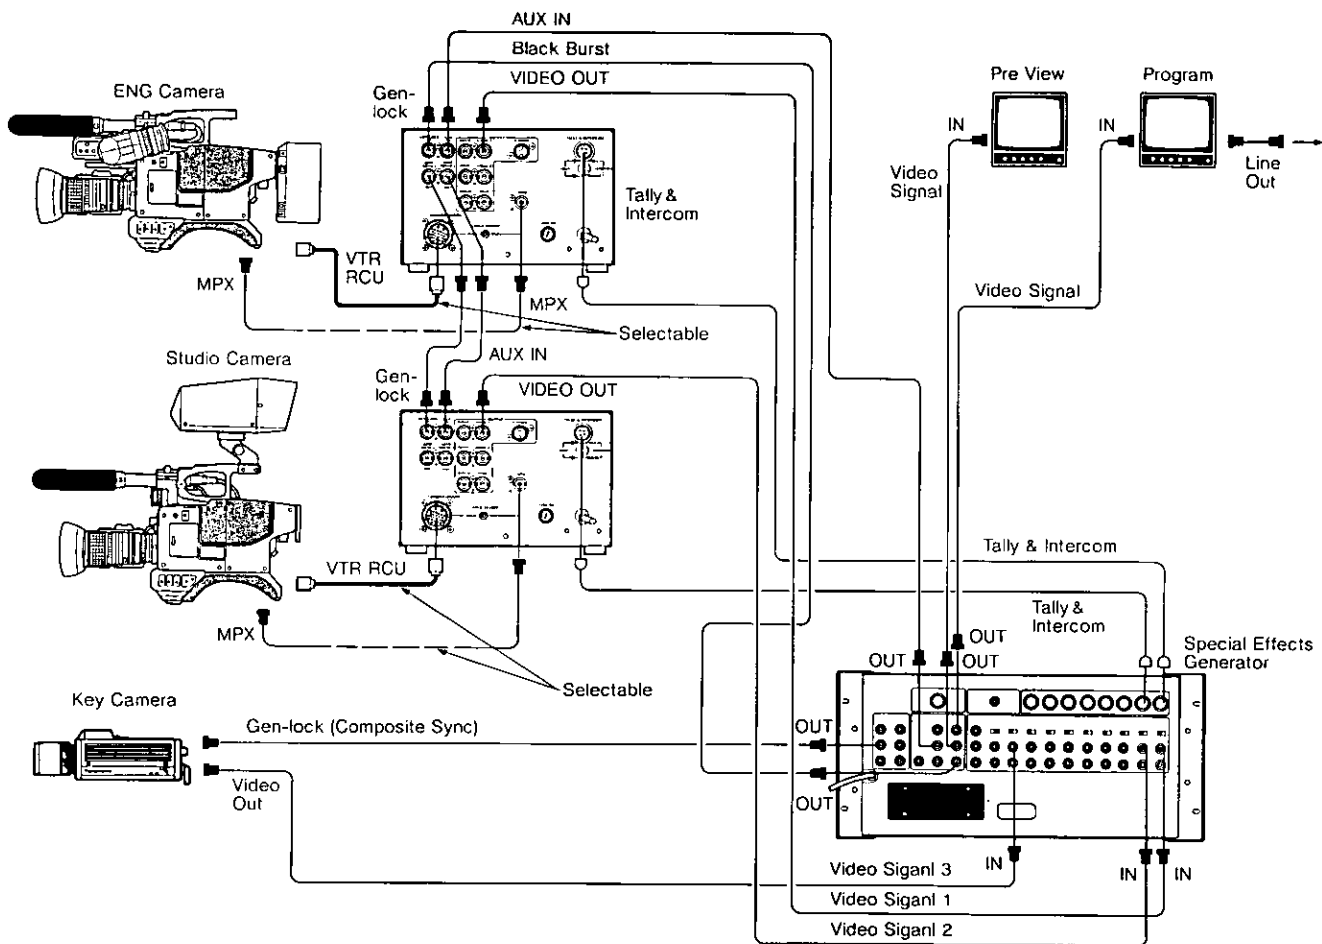 AUX IN
Black Burst
VIDEO OUT
Gen-
lock
ENG Camera
Pre View
Program
IN
IN
Video
Signal
Line
Out
Tally &
Intercom
VTR
RCU
MPX
MPX
Selectable
Video Signal
Studio Camera
AUX IN
Gen-
lock
VIDEO OUT
Tally & Intercom
VTR RCU
Tally &
Intercom
MPX
OUT
OUT
OUT
Special Effects
Generator
Selectable
Key Camera
Gen-lock (Composite Sync)
OUT
Video
Out
OUT
Video Siganl 3
IN
IN
IN
Video Siganl 1
Video Siganl 2